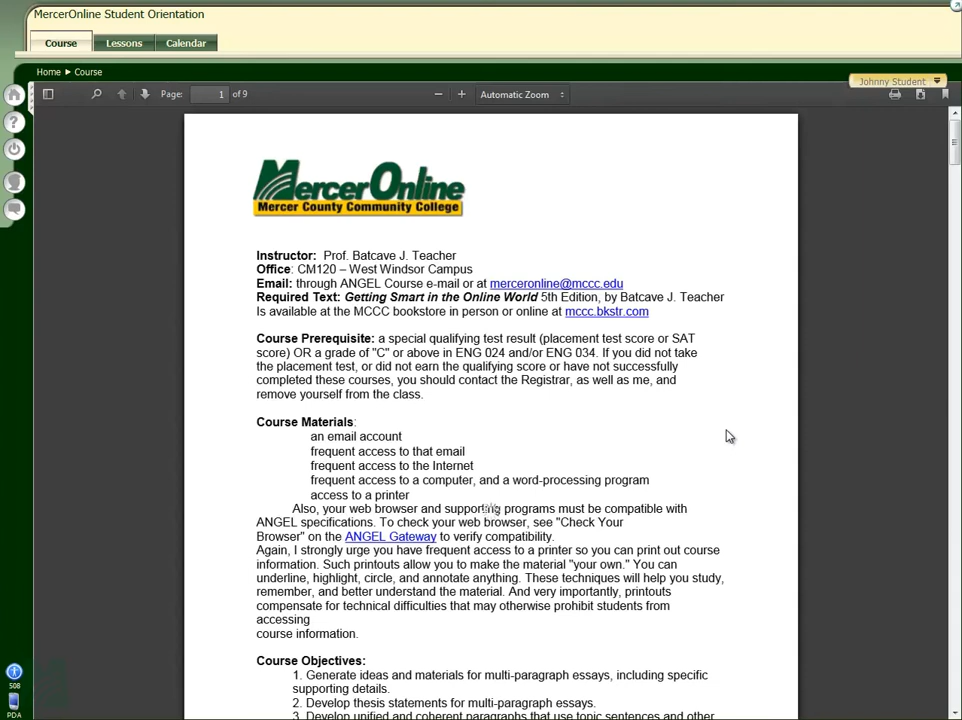 MercerOnline Student Orientation
Course Lessons Calendar
Home ▶ Course
Johnny Student
Page: 1 of 9
Automatic Zoom
MercerOnline
Mercer County Community College
Instructor: Prof. Batcave J. Teacher
Office: CM120 – West Windsor Campus
Email: through ANGEL Course e-mail or at merceronline@mccc.edu
Required Text: Getting Smart in the Online World 5th Edition, by Batcave J. Teacher
Is available at the MCCC bookstore in person or online at mccc.bkstr.com
Course Prerequisite: a special qualifying test result (placement test score or SAT
score) OR a grade of "C" or above in ENG 024 and/or ENG 034. If you did not take
the placement test, or did not earn the qualifying score or have not successfully
completed these courses, you should contact the Registrar, as well as me, and
remove yourself from the class.
Course Materials:
an email account
frequent access to that email
frequent access to the Internet
frequent access to a computer, and a word-processing program
access to a printer
Also, your web browser and supporting programs must be compatible with
ANGEL specifications. To check your web browser, see "Check Your
Browser" on the ANGEL Gateway to verify compatibility.
Again, I strongly urge you have frequent access to a printer so you can print out course
information. Such printouts allow you to make the material "your own." You can
underline, highlight, circle, and annotate anything. These techniques will help you study,
remember, and better understand the material. And very importantly, printouts
compensate for technical difficulties that may otherwise prohibit students from
accessing
course information.
Course Objectives:
1. Generate ideas and materials for multi-paragraph essays, including specific
supporting details.
2. Develop thesis statements for multi-paragraph essays.
3. Develop unified and coherent paragraphs that use topic sentences and other
508
PDA